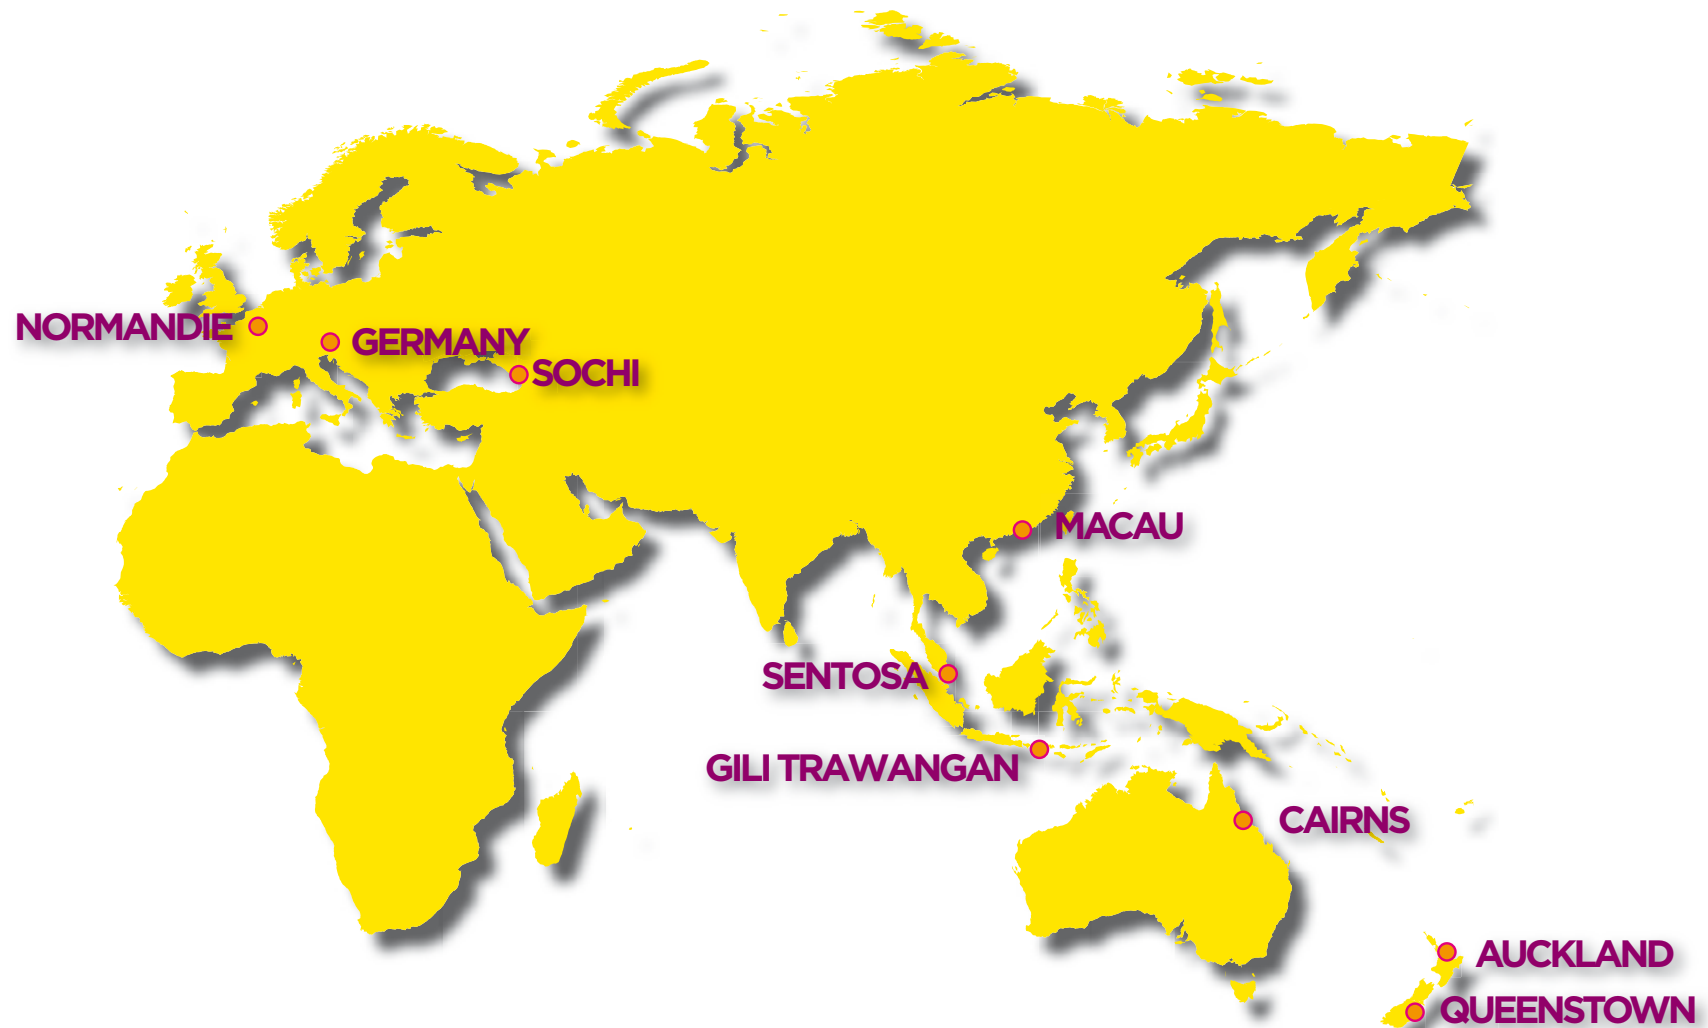 NORMANDIE
GERMANY
SOCHI
MACAU
SENTOSA
GILI TRAWANGAN
CAIRNS
AUCKLAND
QUEENSTOWN